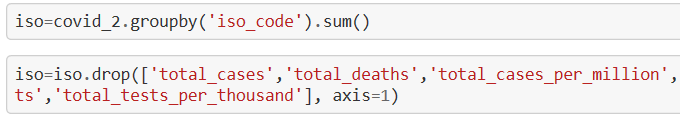 iso=covid_2.groupby('iso_code').sum()
iso=iso.drop(['total_cases','total_deaths','total_cases_per_million',
ts','total_tests_per_thousand'], axis=1)